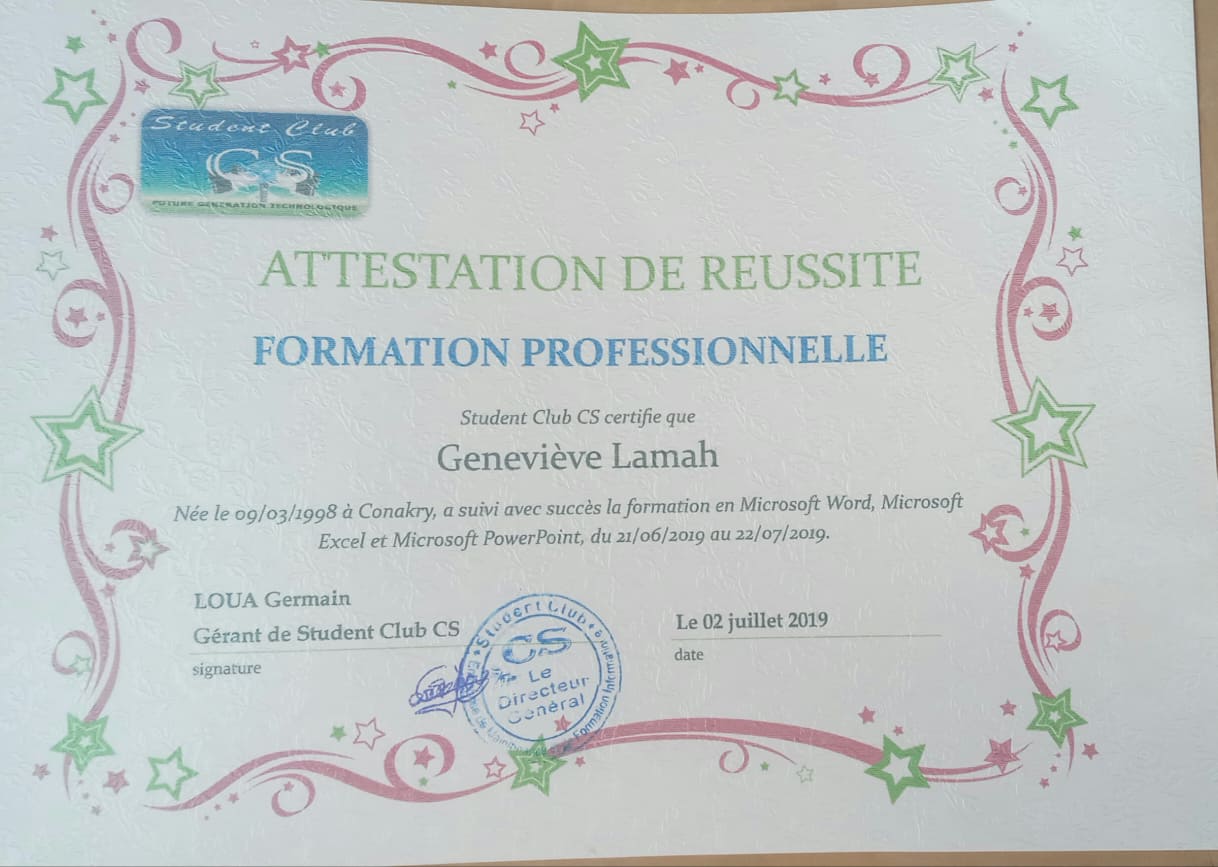 Student Club
CS
FUTURE GENERATION TECHNOLOGIQUE
ATTESTATION DE REUSSITE
FORMATION PROFESSIONNELLE
Student Club CS certifie que
Geneviève Lamah
Née le 09/03/1998 à Conakry, a suivi avec succès la formation en Microsoft Word, Microsoft
Excel et Microsoft PowerPoint, du 21/06/2019 au 22/07/2019.
LOUA Germain
Gérant de Student Club CS
signature
Student Club
CS
Le
Directeur
Général
Formation Informatique
Le 02 juillet 2019
date